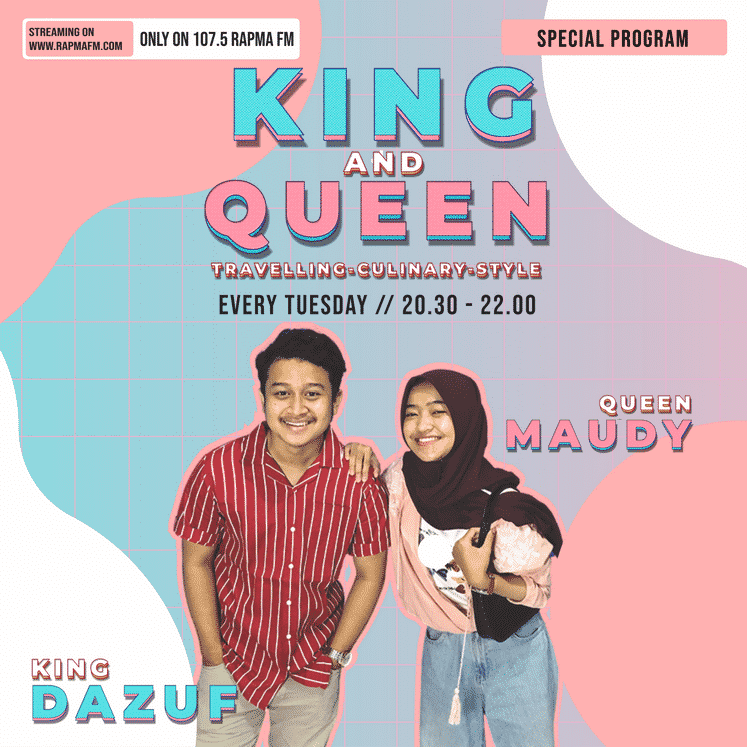 STREAMING ON
WWW.RAPMAFM.COM
ONLY ON 107.5 RAPMA FM
SPECIAL PROGRAM
KING
AND
QUEEN
TRAVELLING-CULINARY-STYLE
EVERY TUESDAY // 20.30 - 22.00
QUEEN
MAUDY
KING
DAZUF